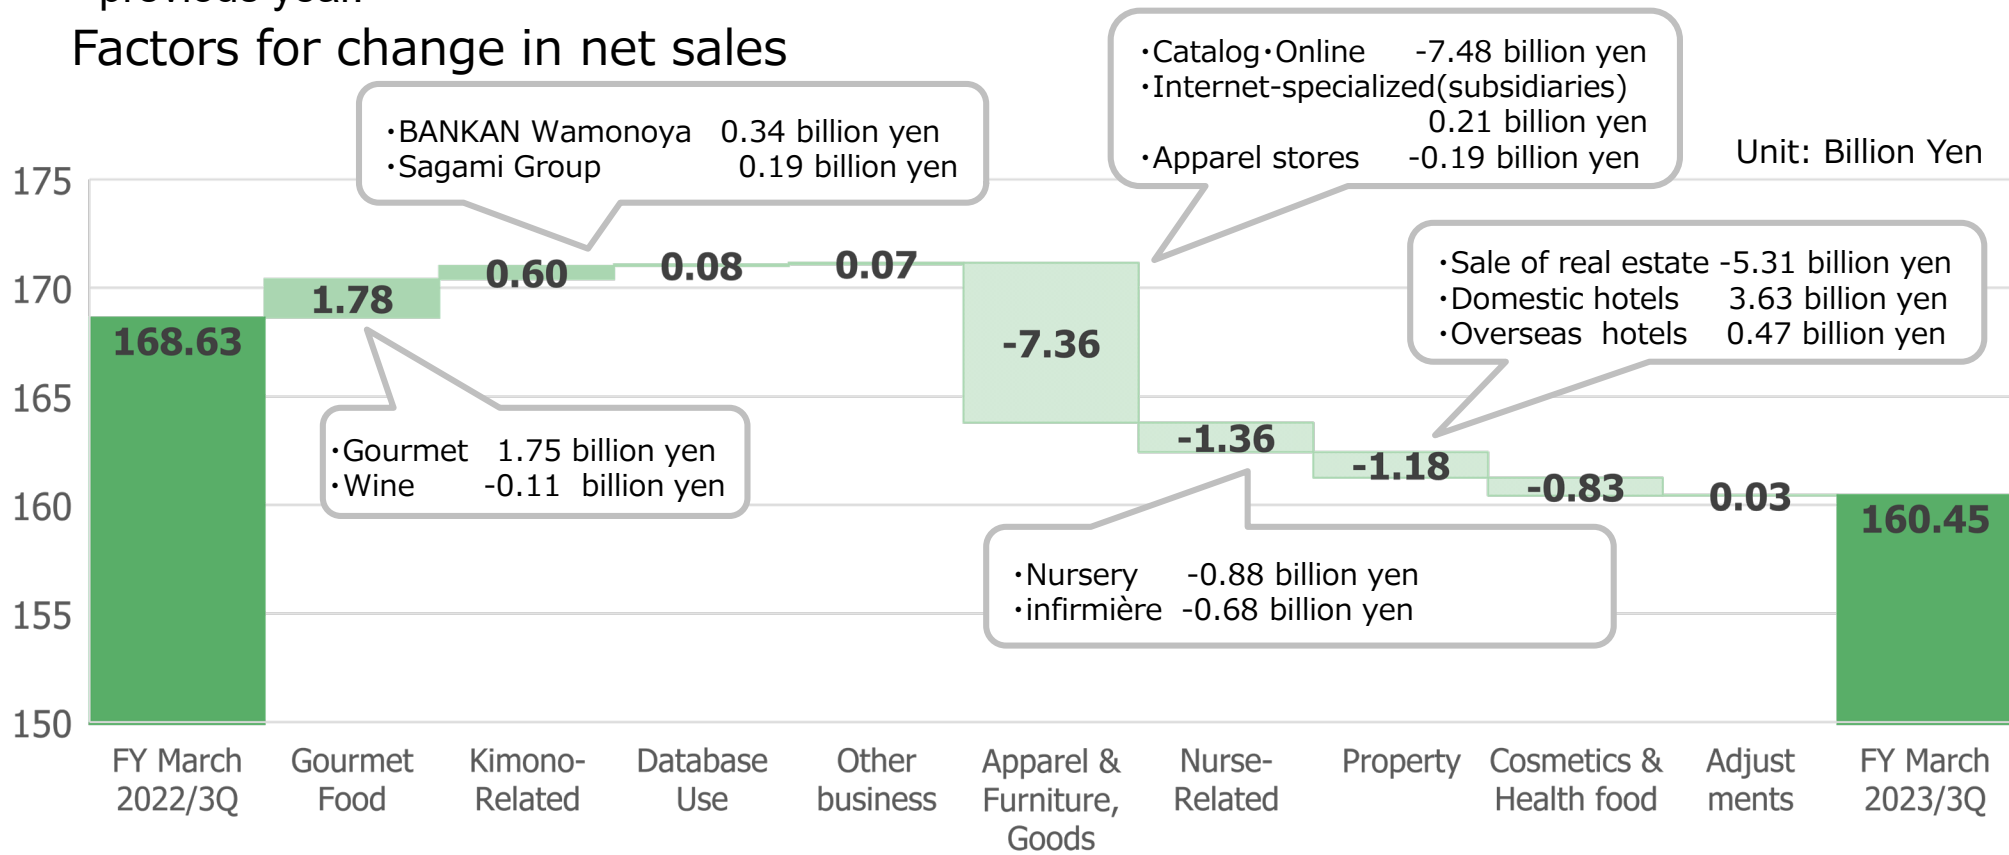 previous year.
Factors for change in net sales
・BANKAN Wamonoya 0.34 billion yen
・Sagami Group 0.19 billion yen
・Catalog・Online -7.48 billion yen
・Internet-specialized(subsidiaries)
0.21 billion yen
・Apparel stores -0.19 billion yen
Unit: Billion Yen
・Sale of real estate -5.31 billion yen
・Domestic hotels 3.63 billion yen
・Overseas hotels 0.47 billion yen
・Gourmet 1.75 billion yen
・Wine -0.11 billion yen
・Nursery -0.88 billion yen
・infirmière -0.68 billion yen
175
170
165
160
155
150
168.63
1.78
0.60
0.08
0.07
-7.36
-1.36
-1.18
-0.83
0.03
160.45
FY March
2022/3Q
Gourmet
Food
Kimono-
Related
Database
Use
Other
business
Apparel &
Furniture,
Goods
Nurse-
Related
Property
Cosmetics &
Health food
Adjust
ments
FY March
2023/3Q